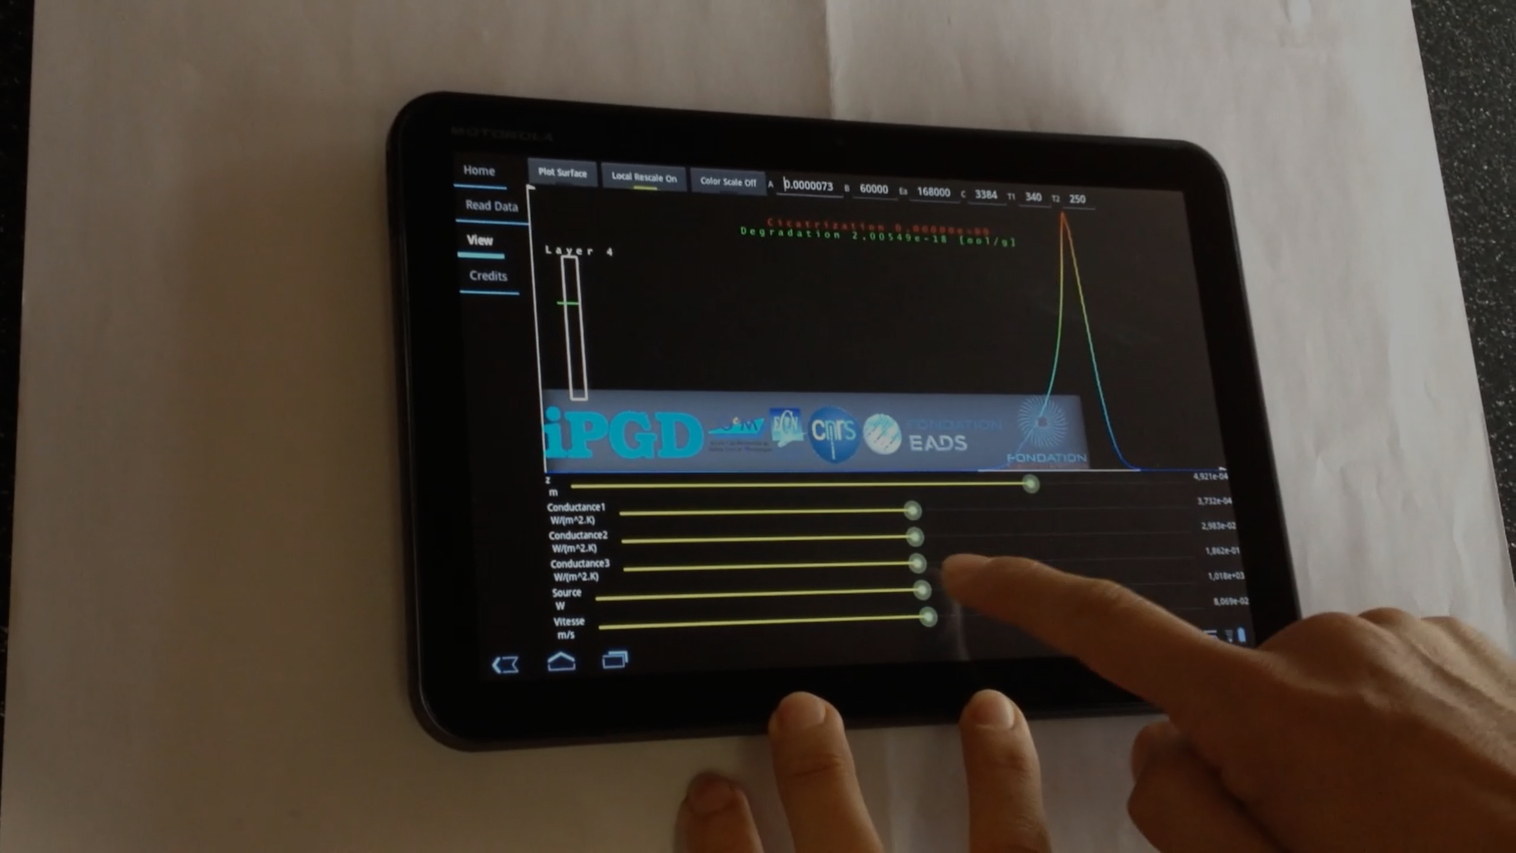 MOTOROLA
Home
Plot Surface
Local Rescale On
Color Scale Off
A 0.0000073 B 60000 Ea 168000 C 3384 T1 340 T2 250
Read Data
View
Credits
Cicatrization 0.00000e+00
Degradation 2.00549e-18 [mol/g]
Layer 4
iPGD
ECN
cnrs
FONDATION
EADS
FONDATION
z
m
4,921e-04
Conductance1
W/(m^2.K)
3,732e-04
Conductance2
W/(m^2.K)
2,983e-02
Conductance3
W/(m^2.K)
1,862e-01
Source
W
1,018e+03
Vitesse
m/s
8,069e-02